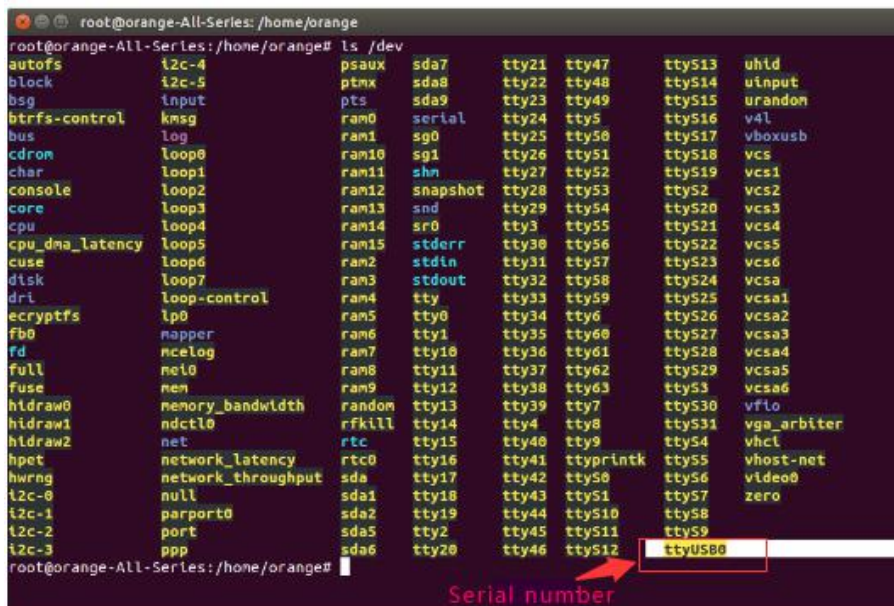 root@orange-All-Series: /home/orange
root@orange-All-Series:/home/orange# ls /dev
autofs i2c-4 psaux sda7 tty21 tty47 ttyS13 uhid
block i2c-5 ptmx sda8 tty22 tty48 ttyS14 uinput
bsg input pts sda9 tty23 tty49 ttyS15 urandom
btrfs-control kmsg ram0 serial tty24 tty5 ttyS16 v4l
bus log ram1 sg0 tty25 tty50 ttyS17 vboxusb
cdrom loop0 ram10 sg1 tty26 tty51 ttyS18 vcs
char loop1 ram11 shm tty27 tty52 ttyS19 vcs1
console loop2 ram12 snapshot tty28 tty53 ttyS2 vcs2
core loop3 ram13 snd tty29 tty54 ttyS20 vcs3
cpu loop4 ram14 sr0 tty3 tty55 ttyS21 vcs4
cpu_dma_latency loop5 ram15 stderr tty30 tty56 ttyS22 vcs5
cuse loop6 ram2 stdin tty31 tty57 ttyS23 vcs6
disk loop7 ram3 stdout tty32 tty58 ttyS24 vcsa
dri loop-control ram4 tty tty33 tty59 ttyS25 vcsa1
ecryptfs lp0 ram5 tty0 tty34 tty6 ttyS26 vcsa2
fb0 mapper ram6 tty1 tty35 tty60 ttyS27 vcsa3
fd mcelog ram7 tty10 tty36 tty61 ttyS28 vcsa4
full mei0 ram8 tty11 tty37 tty62 ttyS29 vcsa5
fuse mem ram9 tty12 tty38 tty63 ttyS3 vcsa6
hidraw0 memory_bandwidth random tty13 tty39 tty7 ttyS30 vfio
hidraw1 ndctl0 rfkill tty14 tty4 tty8 ttyS31 vga_arbiter
hidraw2 net rtc tty15 tty40 tty9 ttyS4 vhci
hpet network_latency rtc0 tty16 tty41 ttyprintk ttyS5 vhost-net
hwrng network_throughput sda tty17 tty42 ttyS0 ttyS6 video0
i2c-0 null sda1 tty18 tty43 ttyS1 ttyS7 zero
i2c-1 parport0 sda2 tty19 tty44 ttyS10 ttyS8
i2c-2 port sda5 tty2 tty45 ttyS11 ttyS9
i2c-3 ppp sda6 tty20 tty46 ttyS12 ttyUSB0
root@orange-All-Series:/home/orange#
Serial number